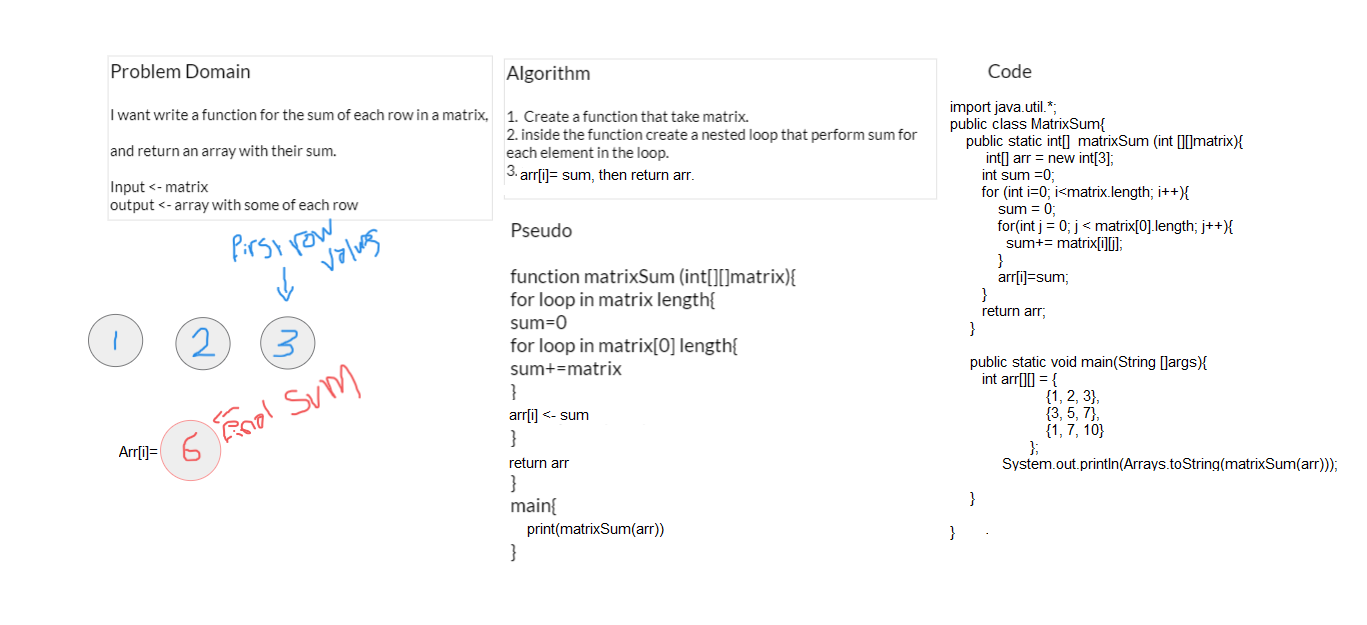 Problem Domain
I want write a function for the sum of each row in a matrix,
and return an array with their sum.
Input <- matrix
output <- array with some of each row
First row
values
1 2 3
Final SUM
Arr[i]= 6
Algorithm
1. Create a function that take matrix.
2. inside the function create a nested loop that perform sum for
each element in the loop.
3. arr[i]= sum, then return arr.
Pseudo
function matrixSum (int[][]matrix){
for loop in matrix length{
sum=0
for loop in matrix[0] length{
sum+=matrix
}
arr[i] <- sum
}
return arr
}
main{
print(matrixSum(arr))
}
Code
import java.util.*;
public class MatrixSum{
public static int[] matrixSum (int [][]matrix){
int[] arr = new int[3];
int sum =0;
for (int i=0; i<matrix.length; i++){
sum = 0;
for(int j = 0; j < matrix[0].length; j++){
sum+= matrix[i][j];
}
arr[i]=sum;
}
return arr;
}
public static void main(String []args){
int arr[][] = {
{1, 2, 3},
{3, 5, 7},
{1, 7, 10}
};
System.out.println(Arrays.toString(matrixSum(arr)));
}
} .